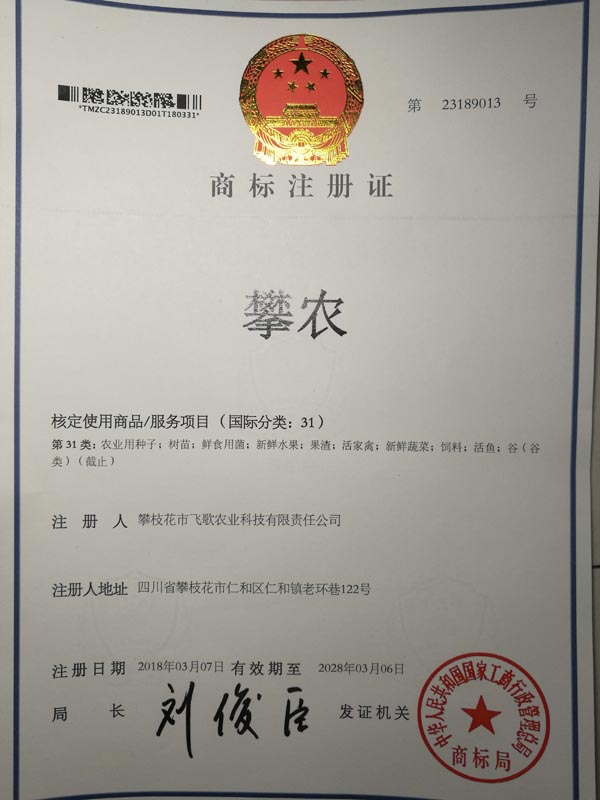 *TMZC23189013D01T180331*
第 23189013 号
商标注册证
攀农
核定使用商品/服务项目（国际分类：31）
第31类：农业用种子；树苗；鲜食用菌；新鲜水果；果渣；活家禽；新鲜蔬菜；饲料；活鱼；谷（谷
类）（截止）
注册人 攀枝花市飞歌农业科技有限责任公司
注册人地址 四川省攀枝花市仁和区仁和镇老环巷122号
注册日期 2018年03月07日 有效期至 2028年03月06日
局长 刘俊臣 发证机关
中华人民共和国国家工商行政管理总局
商标局